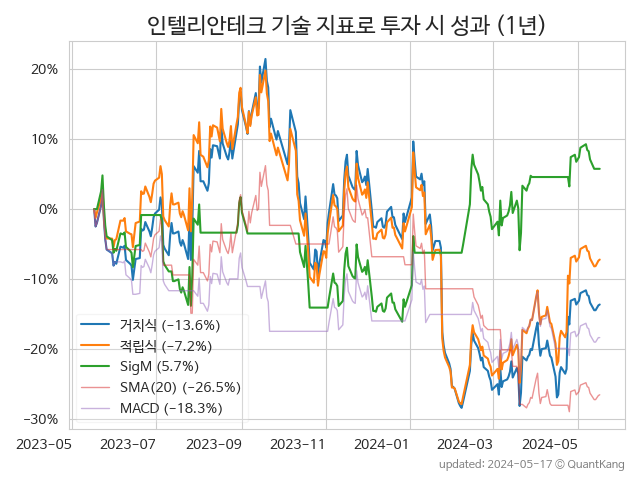 인텔리안테크 기술 지표로 투자 시 성과 (1년)
20%
10%
0%
−10%
−20%
−30%
거치식 (−13.6%)
적립식 (−7.2%)
SigM (5.7%)
SMA(20) (−26.5%)
MACD (−18.3%)
2023−05 2023−07 2023−09 2023−11 2024−01 2024−03 2024−05
updated: 2024−05−17 ⓒ QuantKang